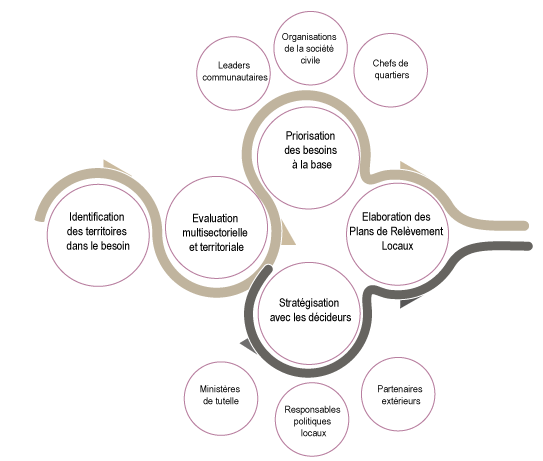 Organisations
de la société
civile
Leaders
communautaires
Chefs de
quartiers
Priorisation
des besoins
à la base
Identification
des territoires
dans le besoin
Evaluation
multisectorielle
et territoriale
Elaboration des
Plans de Relèvement
Locaux
Stratégisation
avec les décideurs
Ministères
de tutelle
Responsables
politiques
locaux
Partenaires
extérieurs